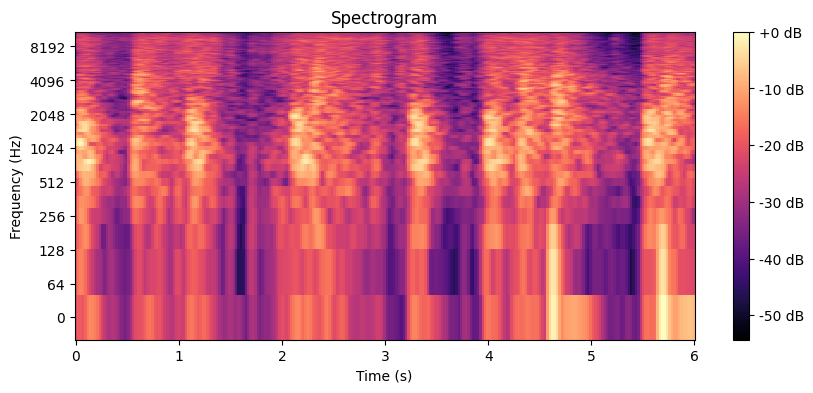 Spectrogram
8192
4096
2048
1024
512
256
128
64
0
Frequency (Hz)
0 1 2 3 4 5 6
Time (s)
+0 dB
-10 dB
-20 dB
-30 dB
-40 dB
-50 dB